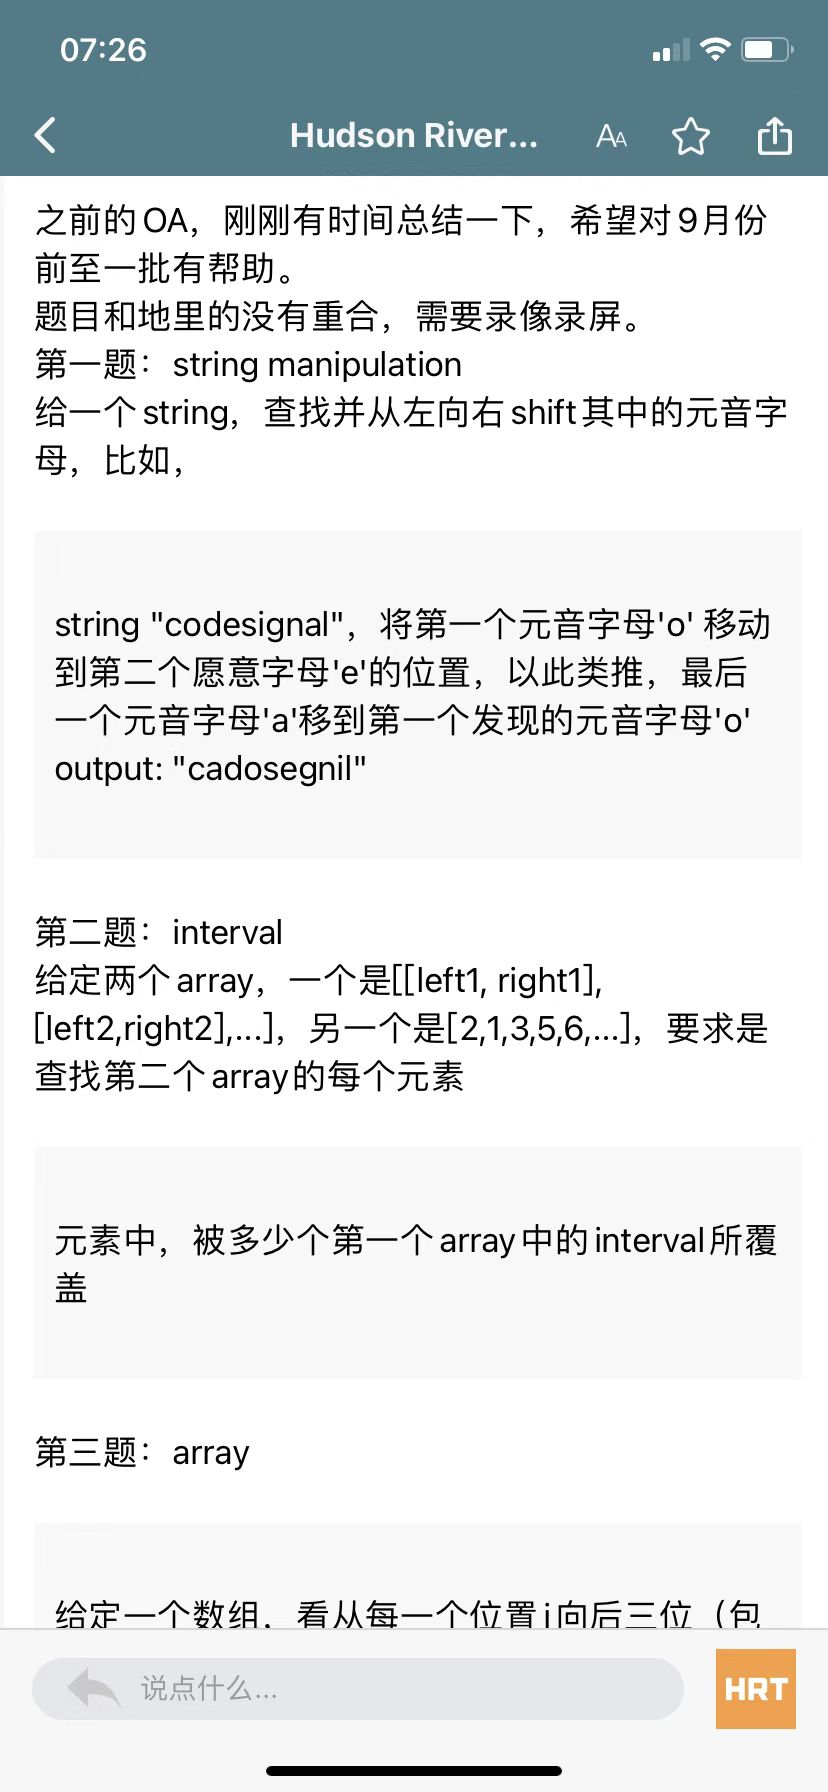 07:26
Hudson River...
AA
之前的OA，刚刚有时间总结一下，希望对9月份
前至一批有帮助。
题目和地里的没有重合，需要录像录屏。
第一题：string manipulation
给一个string，查找并从左向右shift其中的元音字
母，比如，
string "codesignal"，将第一个元音字母'o' 移动
到第二个愿意字母'e'的位置，以此类推，最后
一个元音字母'a'移到第一个发现的元音字母'o'
output: "cadosegnil"
第二题：interval
给定两个array，一个是[[left1, right1],
[left2,right2],...]，另一个是[2,1,3,5,6,...]，要求是
查找第二个array的每个元素
元素中，被多少个第一个array中的interval所覆
盖
第三题：array
给定一个数组，看从每一个位置i向后三位（包
说点什么...
HRT